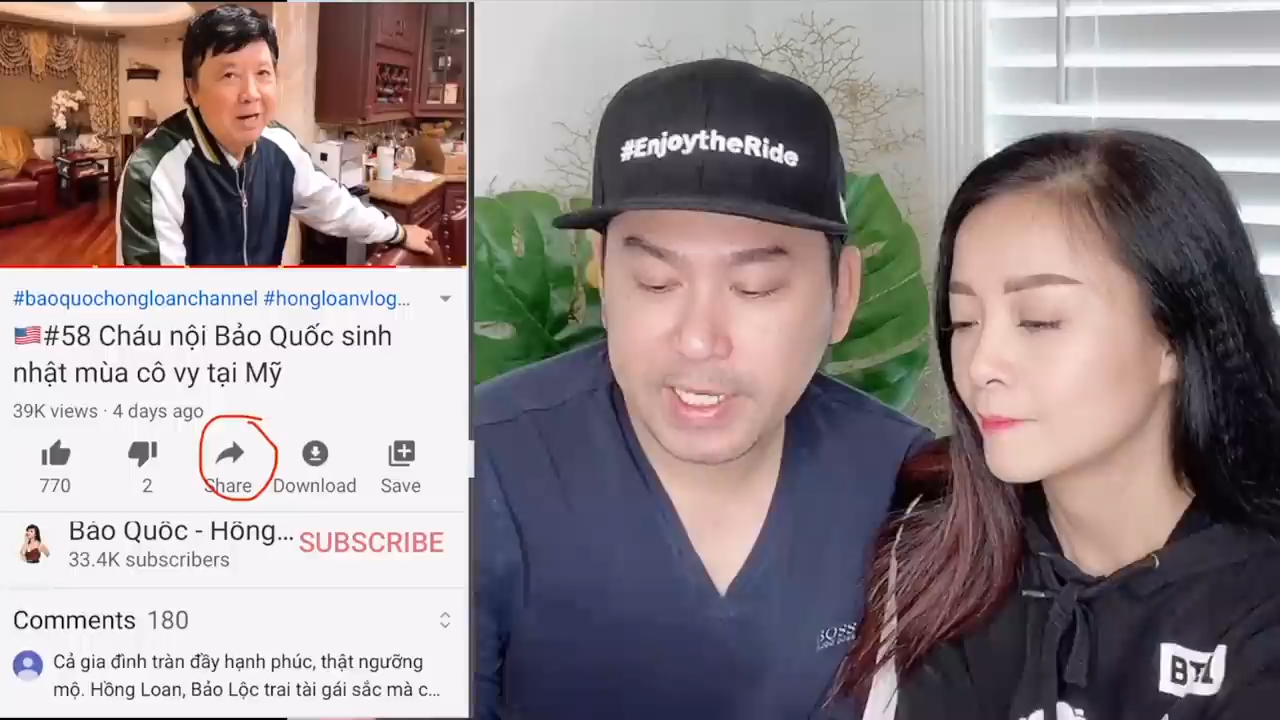 #baoquochongloanchannel #hongloanvlog...
#58 Cháu nội Bảo Quốc sinh
nhật mùa cô vy tại Mỹ
39K views · 4 days ago
770
2
Share
Download
Save
Bảo Quốc - Hồng...
SUBSCRIBE
33.4K subscribers
Comments 180
Cả gia đình tràn đầy hạnh phúc, thật ngưỡng
mộ. Hồng Loan, Bảo Lộc trai tài gái sắc mà c...
#EnjoytheRide
BOSS